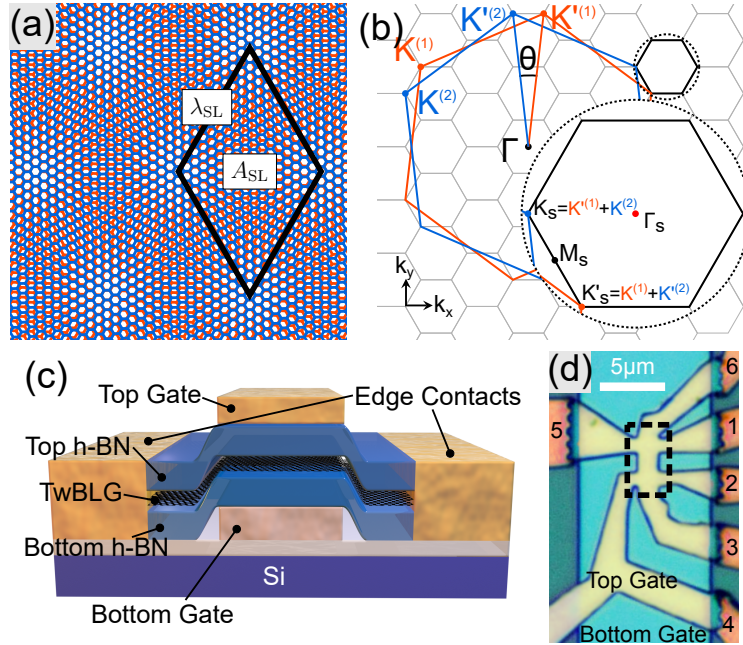 (a)
λSL
ASL
(b)
K(1)
K'(2)
K'(1)
K(2)
θ
Γ
Ks=K'(1)+K(2)
Γs
Ms
K's=K(1)+K'(2)
ky
kx
(c)
Top Gate
Edge Contacts
Top h-BN
TwBLG
Bottom h-BN
Si
Bottom Gate
(d)
5μm
6
5
1
2
3
Top Gate
4
Bottom Gate